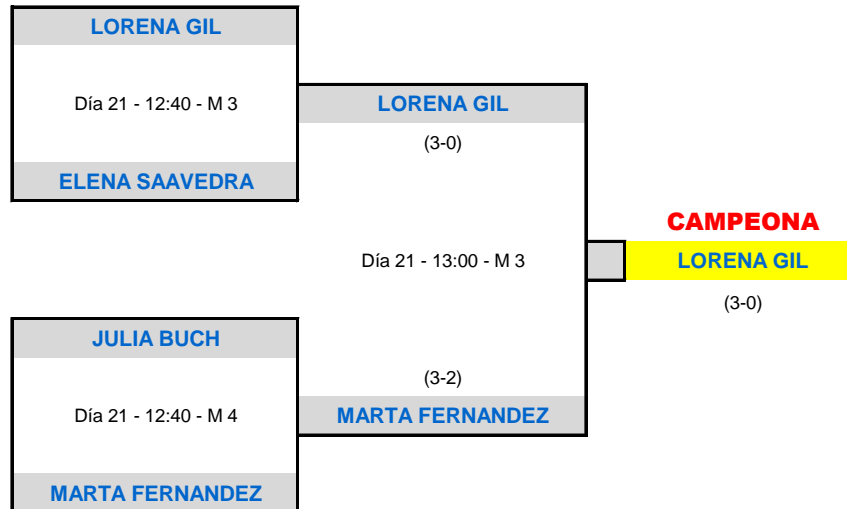 LORENA GIL
Día 21 - 12:40 - M 3
LORENA GIL
(3-0)
ELENA SAAVEDRA
CAMPEONA
Día 21 - 13:00 - M 3
LORENA GIL
(3-0)
JULIA BUCH
(3-2)
Día 21 - 12:40 - M 4
MARTA FERNANDEZ
MARTA FERNANDEZ